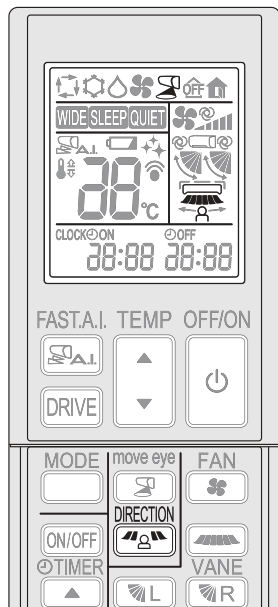 WIDE SLEEP QUIET
A.I.
88 °C
CLOCK ON OFF
88:88 88:88
FAST.A.I. TEMP OFF/ON
A.I.
DRIVE
MODE move eye FAN
DIRECTION
ON/OFF
TIMER VANE
L R